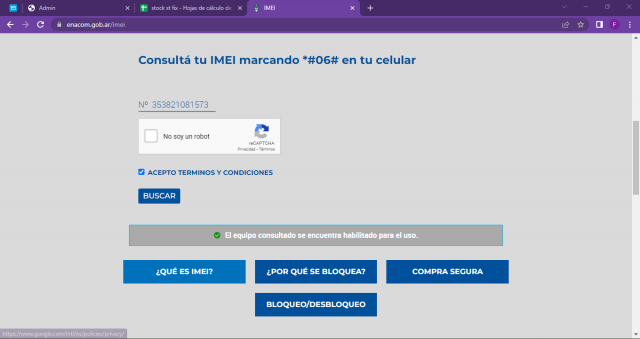 Admin
stock st fix - Hojas de cálculo de
IMEI
enacom.gob.ar/imei
F
Consultá tu IMEI marcando *#06# en tu celular
Nº 353821081573
No soy un robot
reCAPTCHA
Privacidad - Términos
ACEPTO TERMINOS Y CONDICIONES
BUSCAR
El equipo consultado se encuentra habilitado para el uso.
¿QUÉ ES IMEI?
¿POR QUÉ SE BLOQUEA?
COMPRA SEGURA
BLOQUEO/DESBLOQUEO
https://www.google.com/intl/es/policies/privacy/